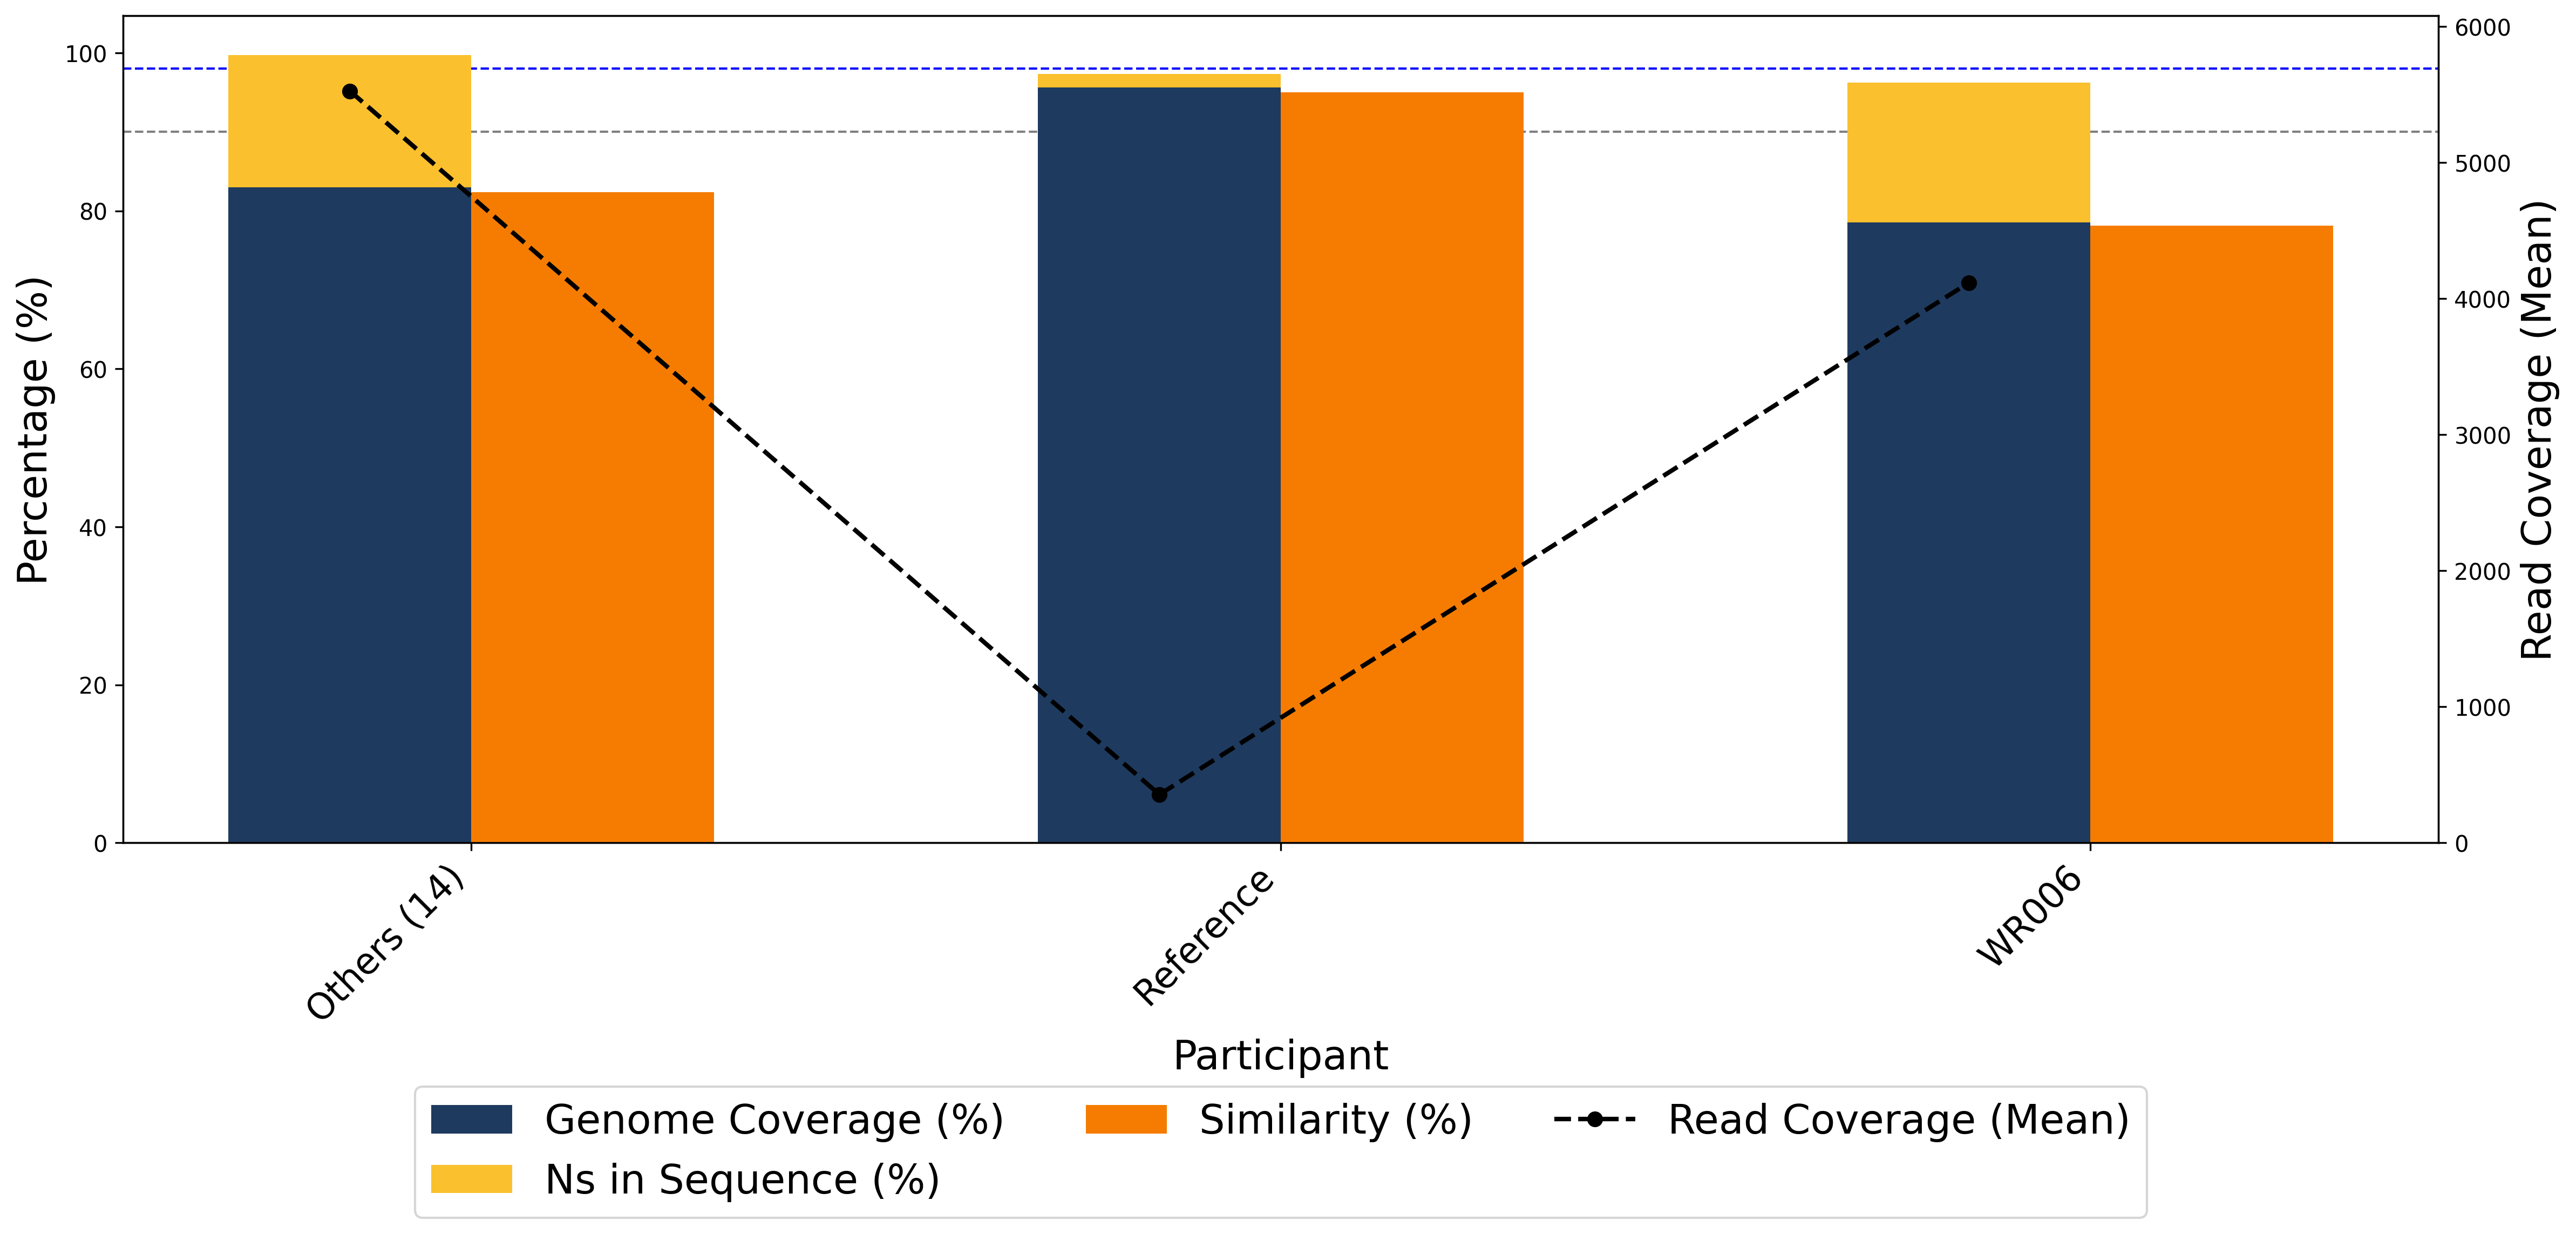 Percentage (%)
100
80
60
40
20
0
6000
5000
4000
3000
2000
1000
0
Read Coverage (Mean)
Others (14)
Reference
WR006
Participant
Genome Coverage (%)
Ns in Sequence (%)
Similarity (%)
Read Coverage (Mean)